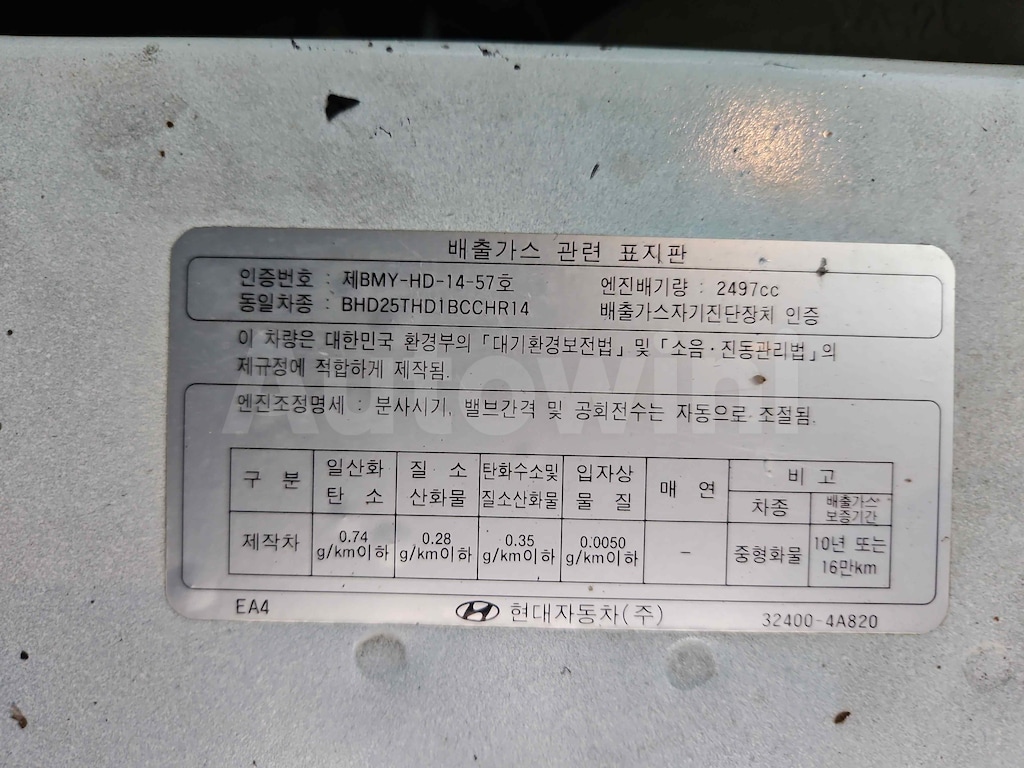 배출가스 관련 표지판
인증번호 : 제BMY-HD-14-57호 엔진배기량 : 2497cc
동일차종 : BHD25THD1BCCHR14 배출가스자기진단장치 인증
이 차량은 대한민국 환경부의 「대기환경보전법」 및 「소음·진동관리법」의
제규정에 적합하게 제작됨.
엔진조정명세 : 분사시기, 밸브간격 및 공회전수는 자동으로 조절됨.
구 분 일산화탄소 질 소 산화물 탄화수소및 질소산화물 입자상 물 질 매 연 비 고
차종 배출가스 보증기간
제작차 0.74 g/km이하 0.28 g/km이하 0.35 g/km이하 0.0050 g/km이하 - 중형화물 10년 또는 16만km
EA4 현대자동차(주) 32400-4A820
Autowini